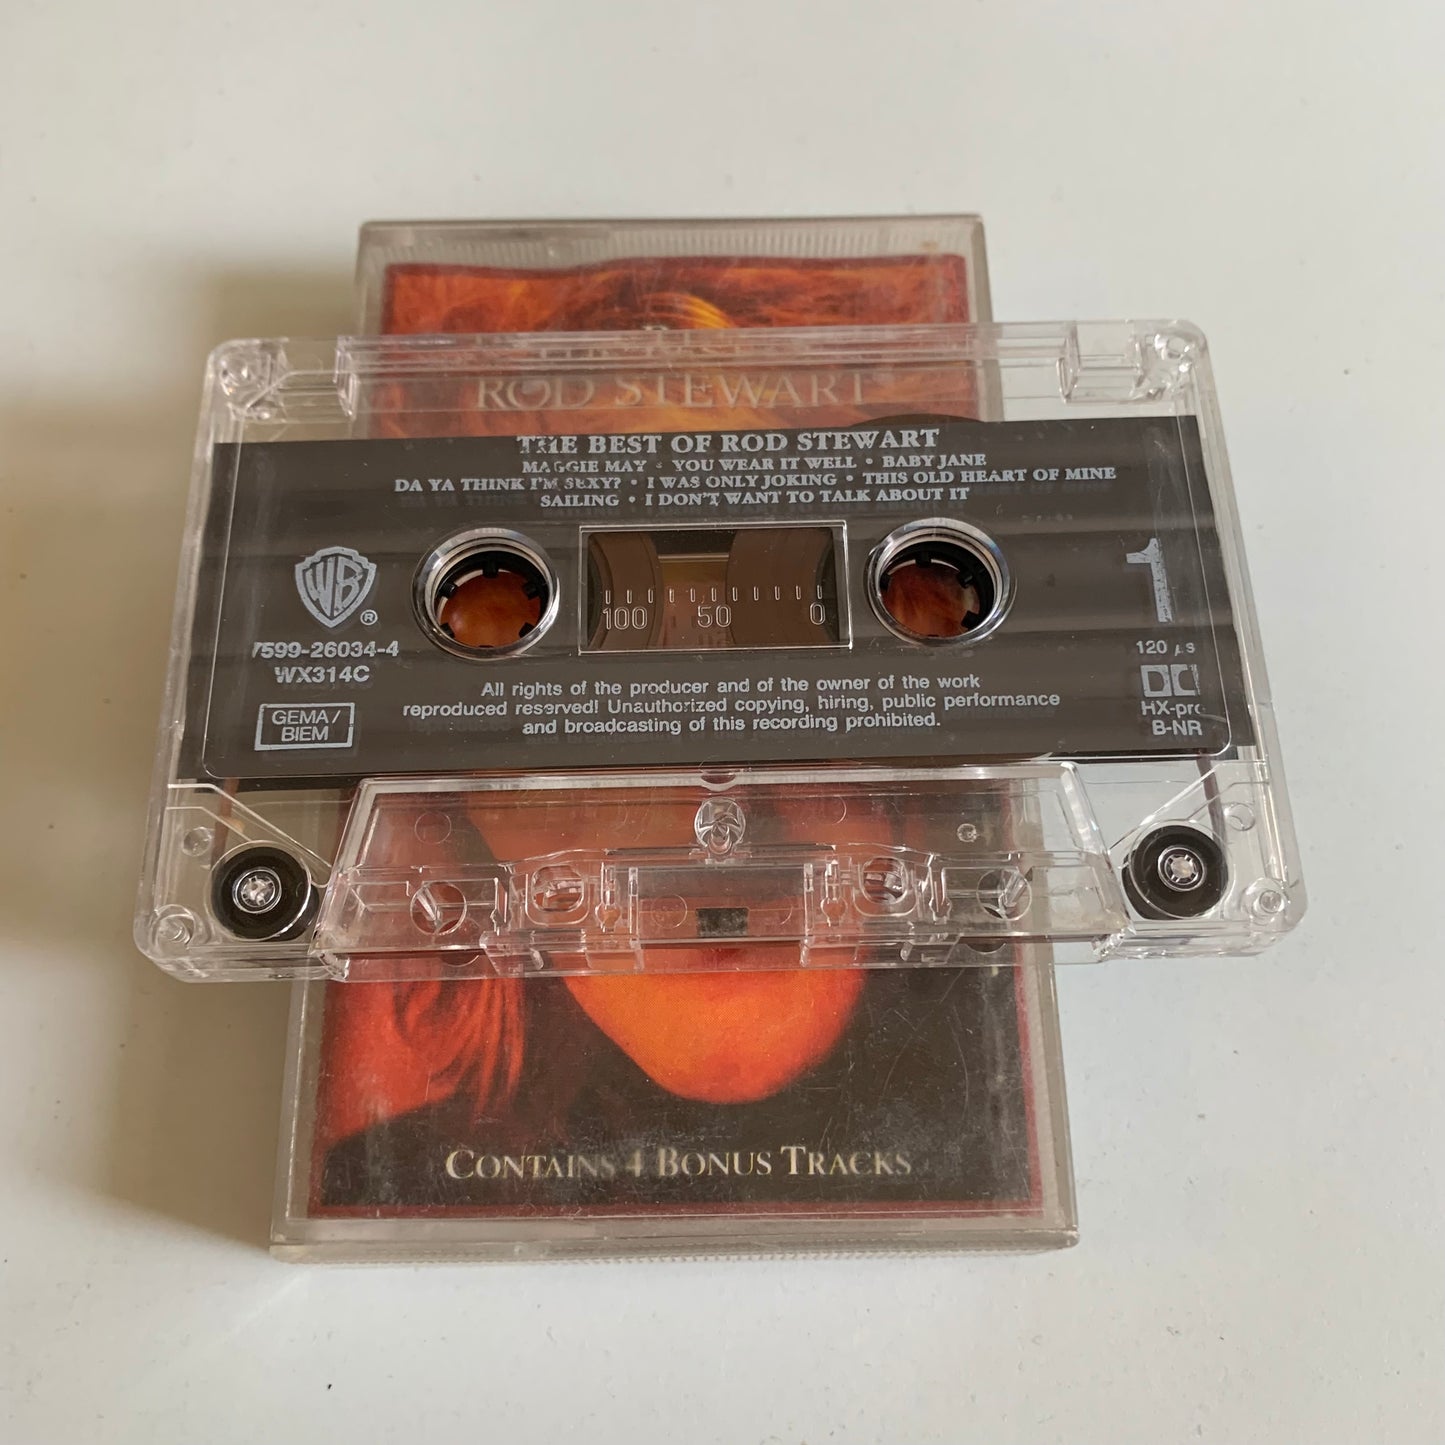 ROD STEWART
THE BEST OF ROD STEWART
MAGGIE MAY • YOU WEAR IT WELL • BABY JANE
DA YA THINK I'M SEXY? • I WAS ONLY JOKING • THIS OLD HEART OF MINE
SAILING • I DON'T WANT TO TALK ABOUT IT
WB ®
100 50 0
1
7599-26034-4
WX314C
GEMA/
BIEM
120 µs
HX-pro
B-NR
All rights of the producer and of the owner of the work
reproduced reserved! Unauthorized copying, hiring, public performance
and broadcasting of this recording prohibited.
CONTAINS 4 BONUS TRACKS